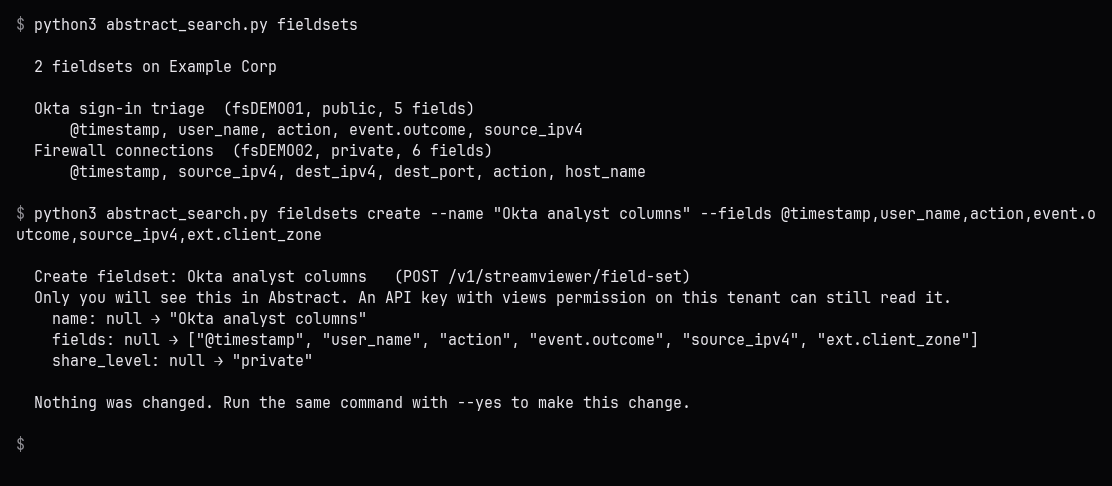 $ python3 abstract_search.py fieldsets
2 fieldsets on Example Corp
Okta sign-in triage  (fsDEMO01, public, 5 fields)
@timestamp, user_name, action, event.outcome, source_ipv4
Firewall connections  (fsDEMO02, private, 6 fields)
@timestamp, source_ipv4, dest_ipv4, dest_port, action, host_name
$ python3 abstract_search.py fieldsets create --name "Okta analyst columns" --fields @timestamp,user_name,action,event.o
utcome,source_ipv4,ext.client_zone
Create fieldset: Okta analyst columns   (POST /v1/streamviewer/field-set)
Only you will see this in Abstract. An API key with views permission on this tenant can still read it.
name: null → "Okta analyst columns"
fields: null → ["@timestamp", "user_name", "action", "event.outcome", "source_ipv4", "ext.client_zone"]
share_level: null → "private"
Nothing was changed. Run the same command with --yes to make this change.
$